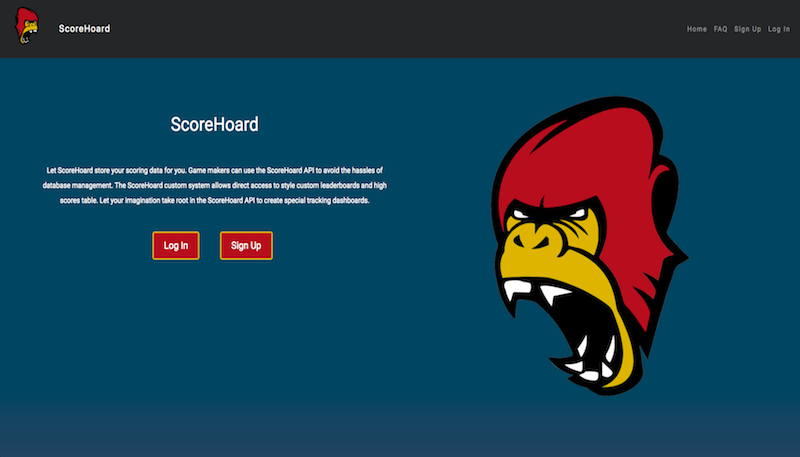 ScoreHoard
Home FAQ Sign Up Log In
ScoreHoard
Let ScoreHoard store your scoring data for you. Game makers can use the ScoreHoard API to avoid the hassles of
database management. The ScoreHoard custom system allows direct access to style custom leaderboards and high
scores table. Let your imagination take root in the ScoreHoard API to create special tracking dashboards.
Log In
Sign Up